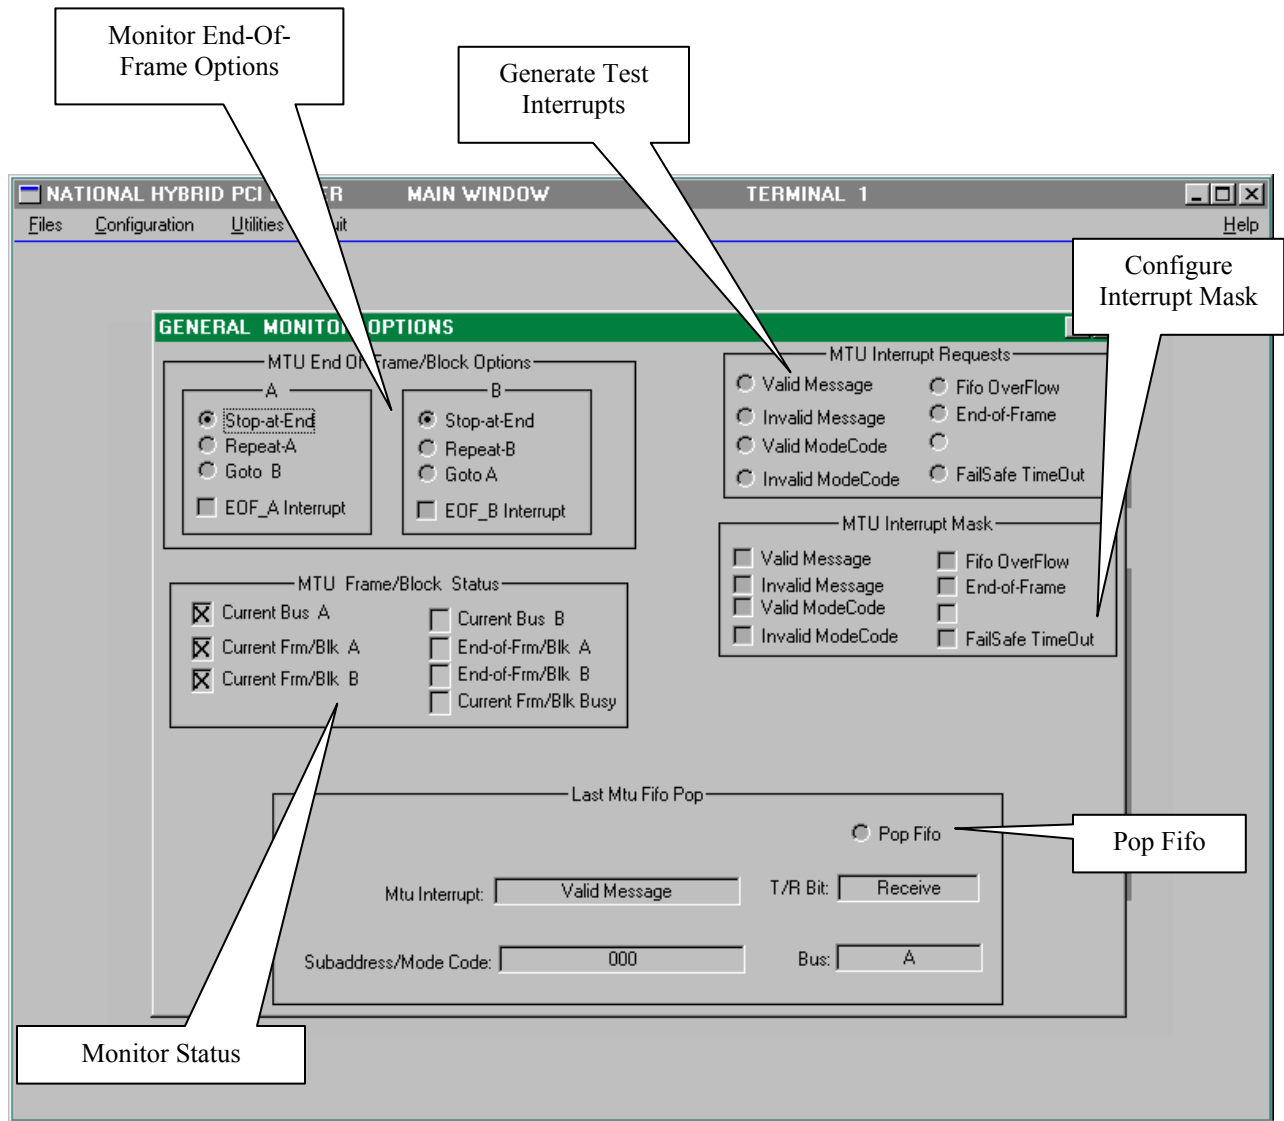 Monitor End-Of-
Frame Options
Generate Test
Interrupts
NATIONAL HYBRID PCI MAIN WINDOW TERMINAL 1
Files Configuration Utilities Help
Configure
Interrupt Mask
GENERAL MONITOR OPTIONS
MTU End Of Frame/Block Options
A
Stop-at-End
Repeat-A
Goto B
EOF_A Interrupt
B
Stop-at-End
Repeat-B
Goto A
EOF_B Interrupt
MTU Interrupt Requests
Valid Message
Invalid Message
Valid ModeCode
Invalid ModeCode
Fifo OverFlow
End-of-Frame
FailSafe TimeOut
MTU Interrupt Mask
Valid Message
Invalid Message
Valid ModeCode
Invalid ModeCode
Fifo OverFlow
End-of-Frame
FailSafe TimeOut
MTU Frame/Block Status
Current Bus A
Current Frm/Blk A
Current Frm/Blk B
Current Bus B
End-of-Frm/Blk A
End-of-Frm/Blk B
Current Frm/Blk Busy
Last Mtu Fifo Pop
Pop Fifo
Pop Fifo
Mtu Interrupt: Valid Message
T/R Bit: Receive
Subaddress/Mode Code: 000
Bus: A
Monitor Status